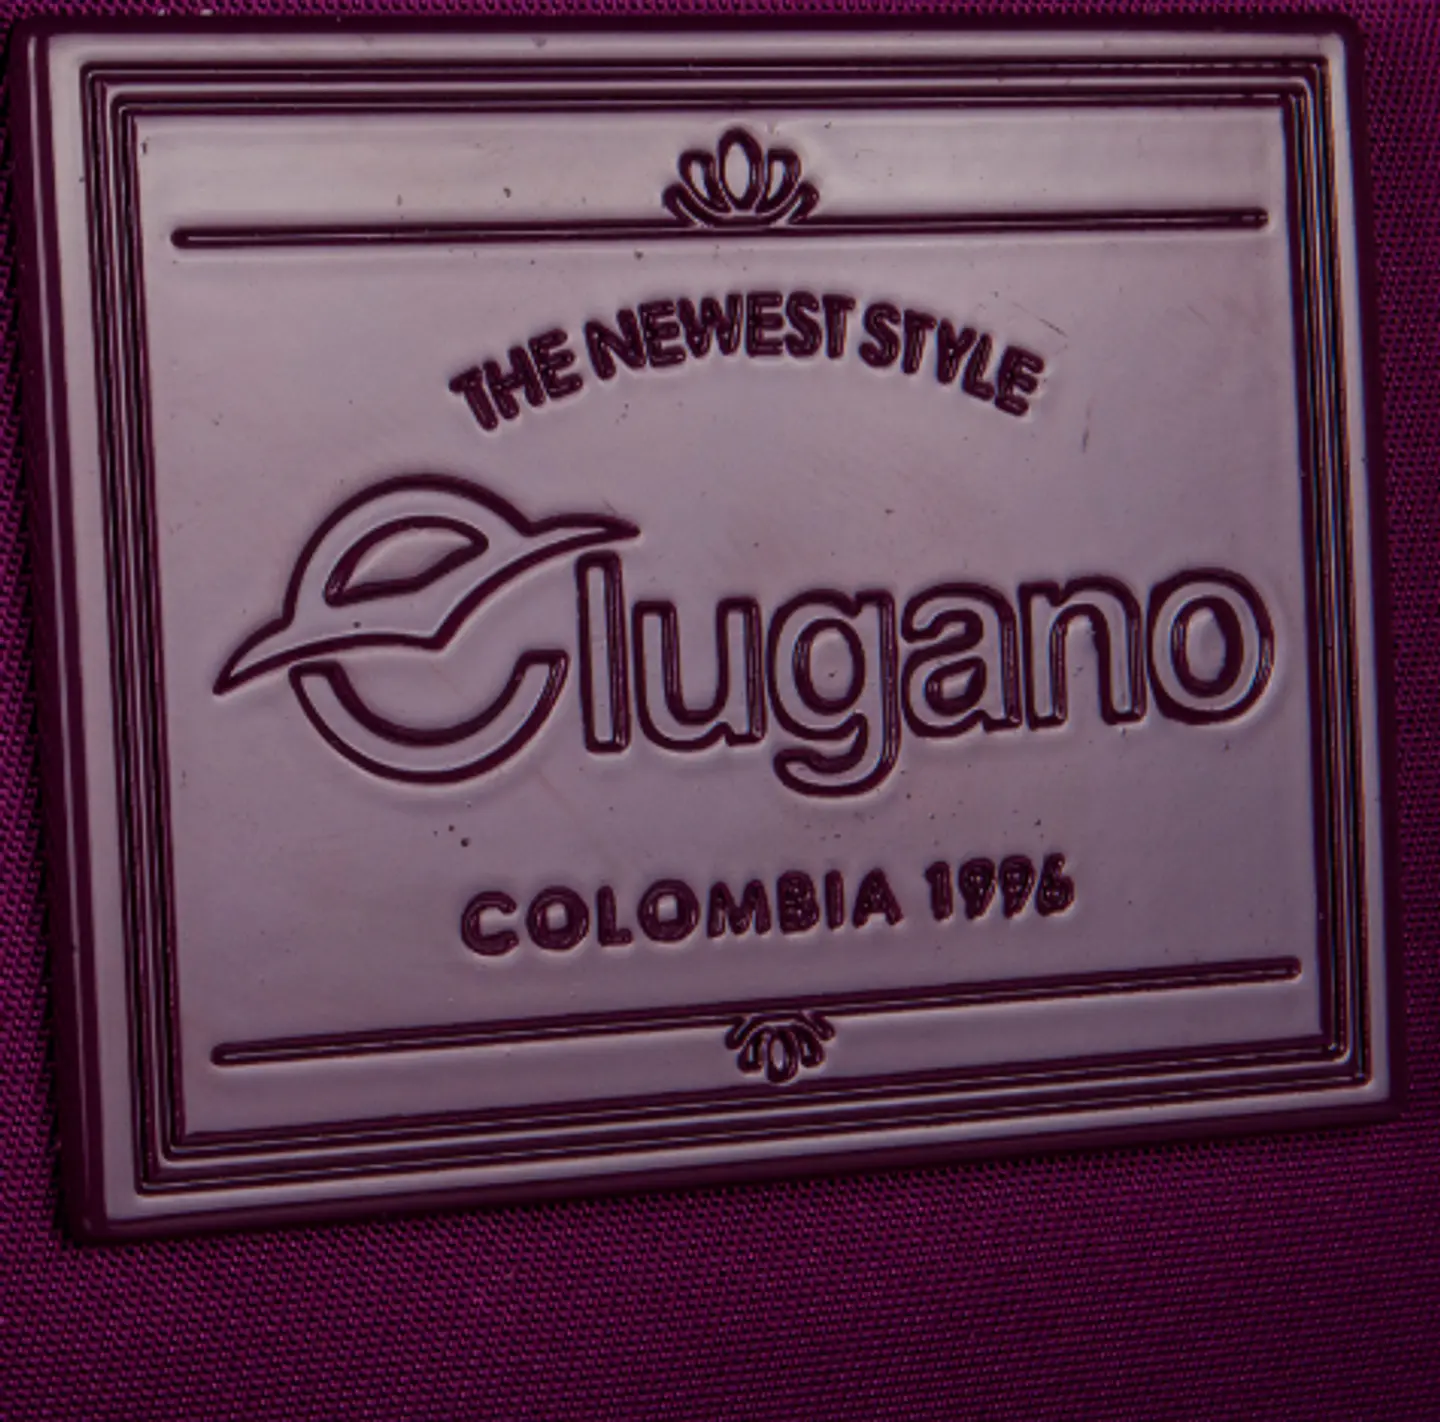 THE NEWEST STYLE
elugano
COLOMBIA 1996